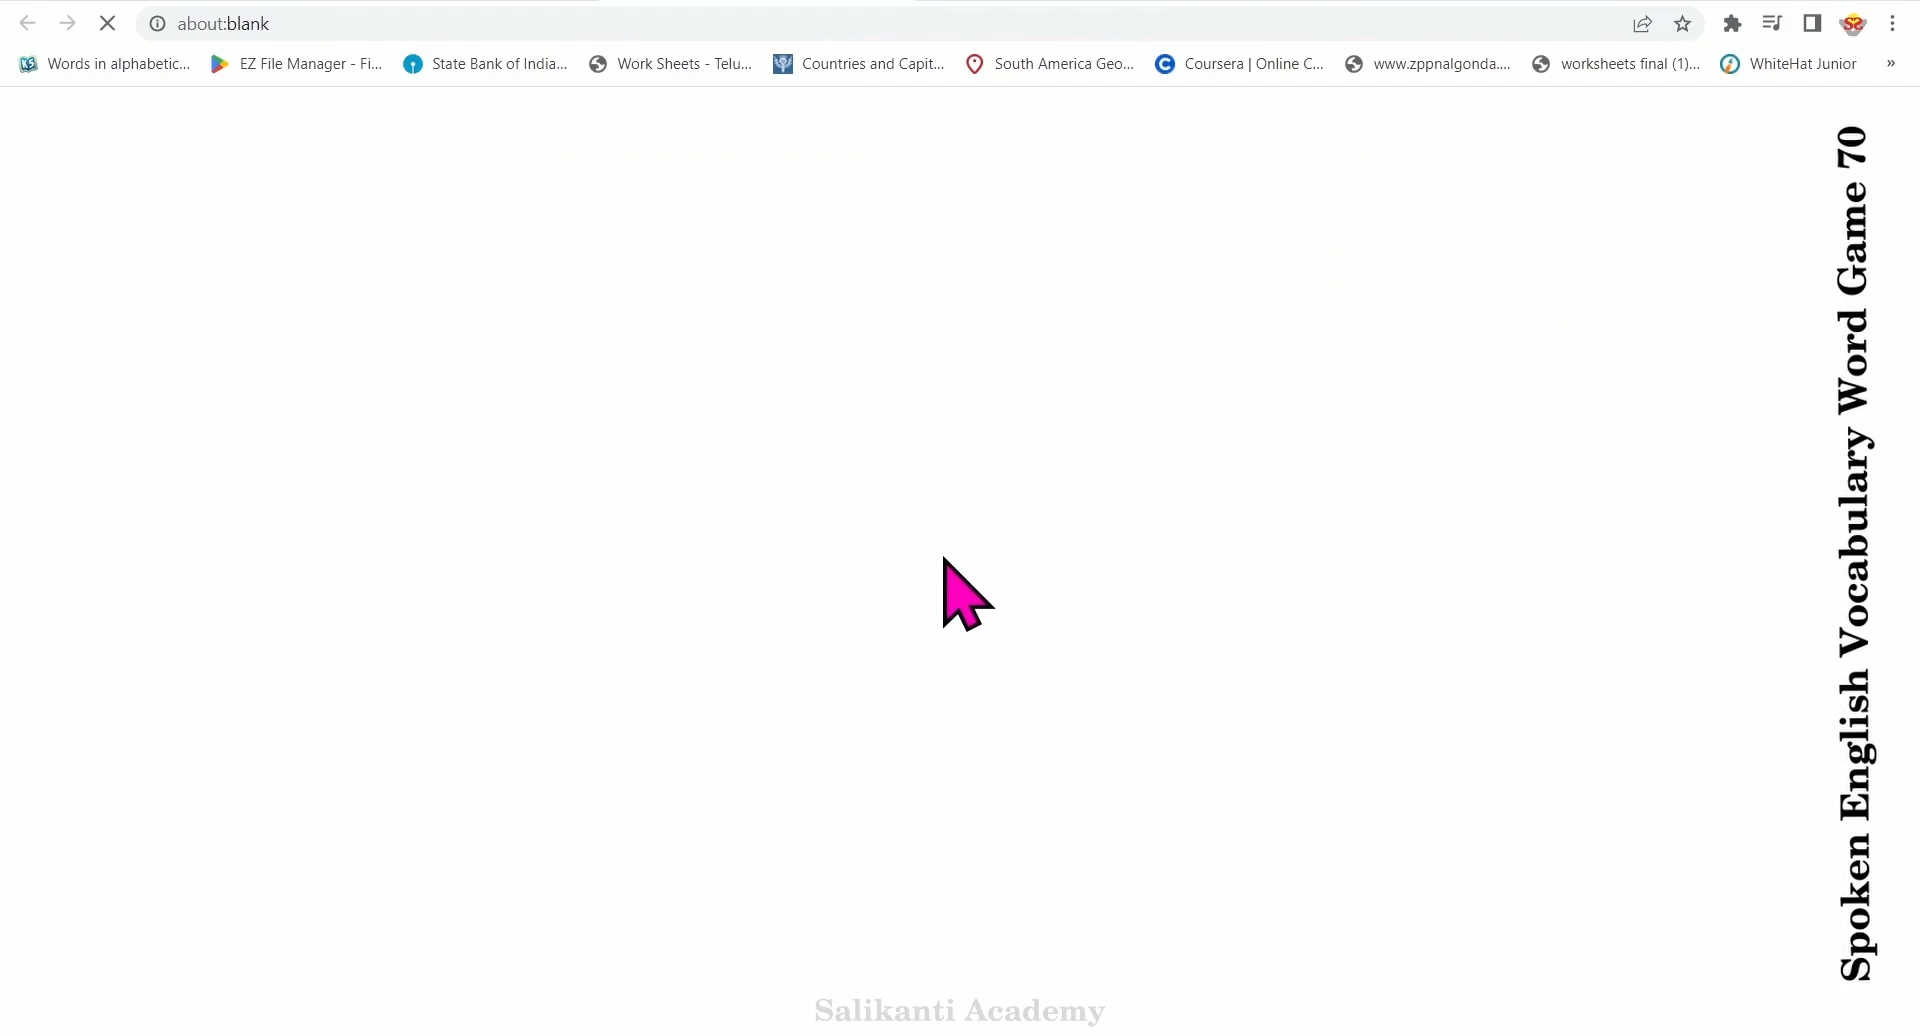 about:blank
Words in alphabetic...
EZ File Manager - Fi...
State Bank of India...
Work Sheets - Telu...
Countries and Capit...
South America Geo...
Coursera | Online C...
www.zppnalgonda....
worksheets final (1)...
WhiteHat Junior
»
Spoken English Vocabulary Word Game 70
Salikanti Academy